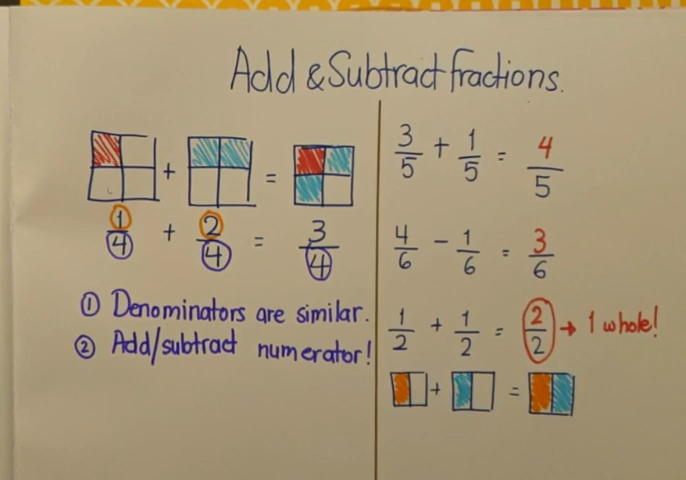 Add & Subtract fractions.
1/4 + 2/4 = 3/4
① Denominators are similar.
② Add/subtract numerator!
3/5 + 1/5 = 4/5
4/6 - 1/6 = 3/6
1/2 + 1/2 = 2/2 → 1 whole!
+ =